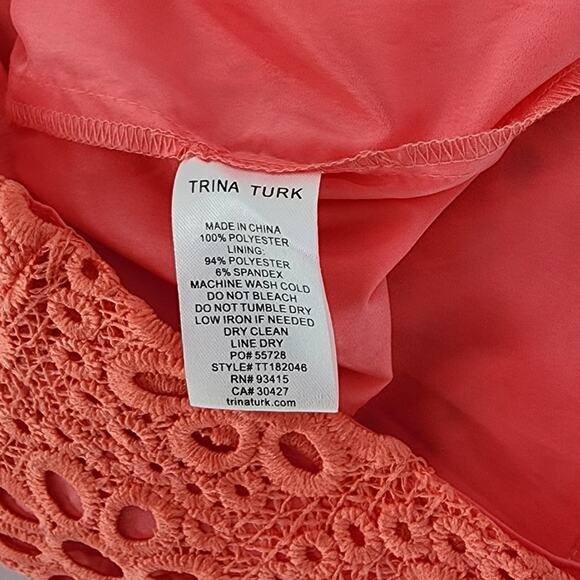 TRINA TURK
MADE IN CHINA
100% POLYESTER
LINING:
94% POLYESTER
6% SPANDEX
MACHINE WASH COLD
DO NOT BLEACH
DO NOT TUMBLE DRY
LOW IRON IF NEEDED
DRY CLEAN
LINE DRY
PO# 55728
STYLE# TT182046
RN# 93415
CA# 30427
trinaturk.com